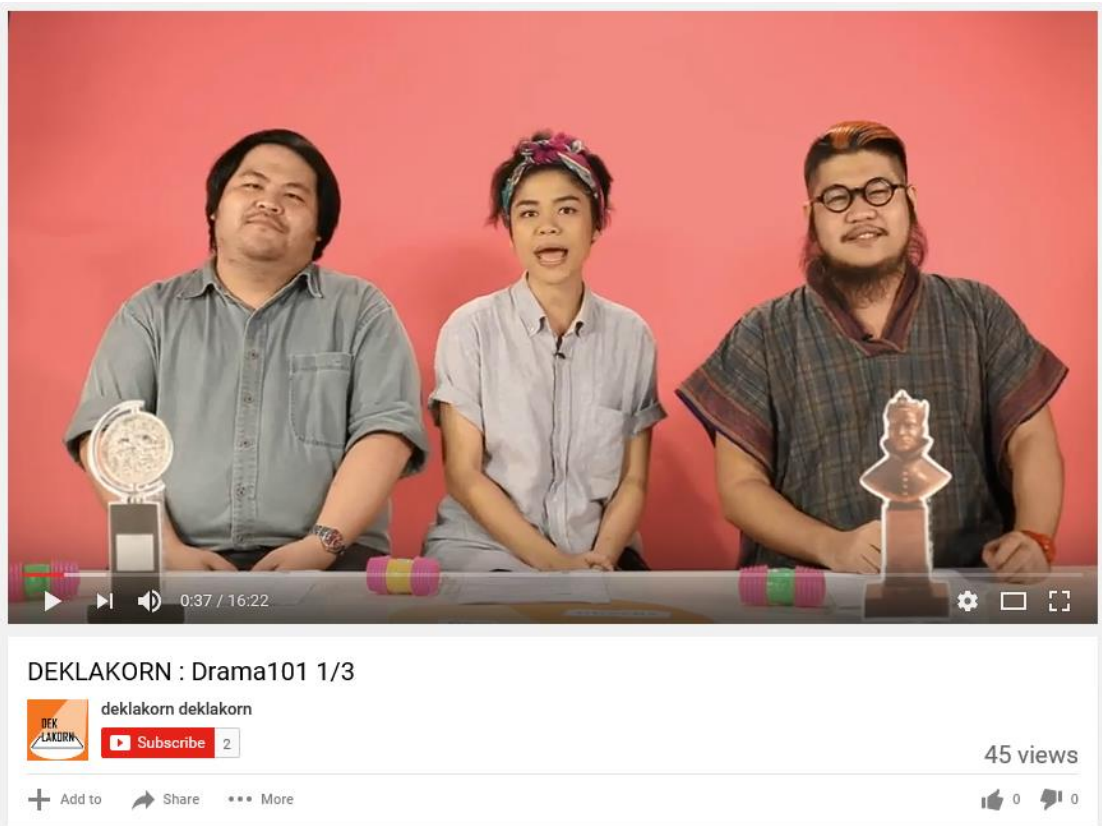 0:37 / 16:22
DEKLAKORN : Drama101 1/3
DEK
LAKORN
deklakorn deklakorn
Subscribe 2
45 views
Add to Share More 0 0